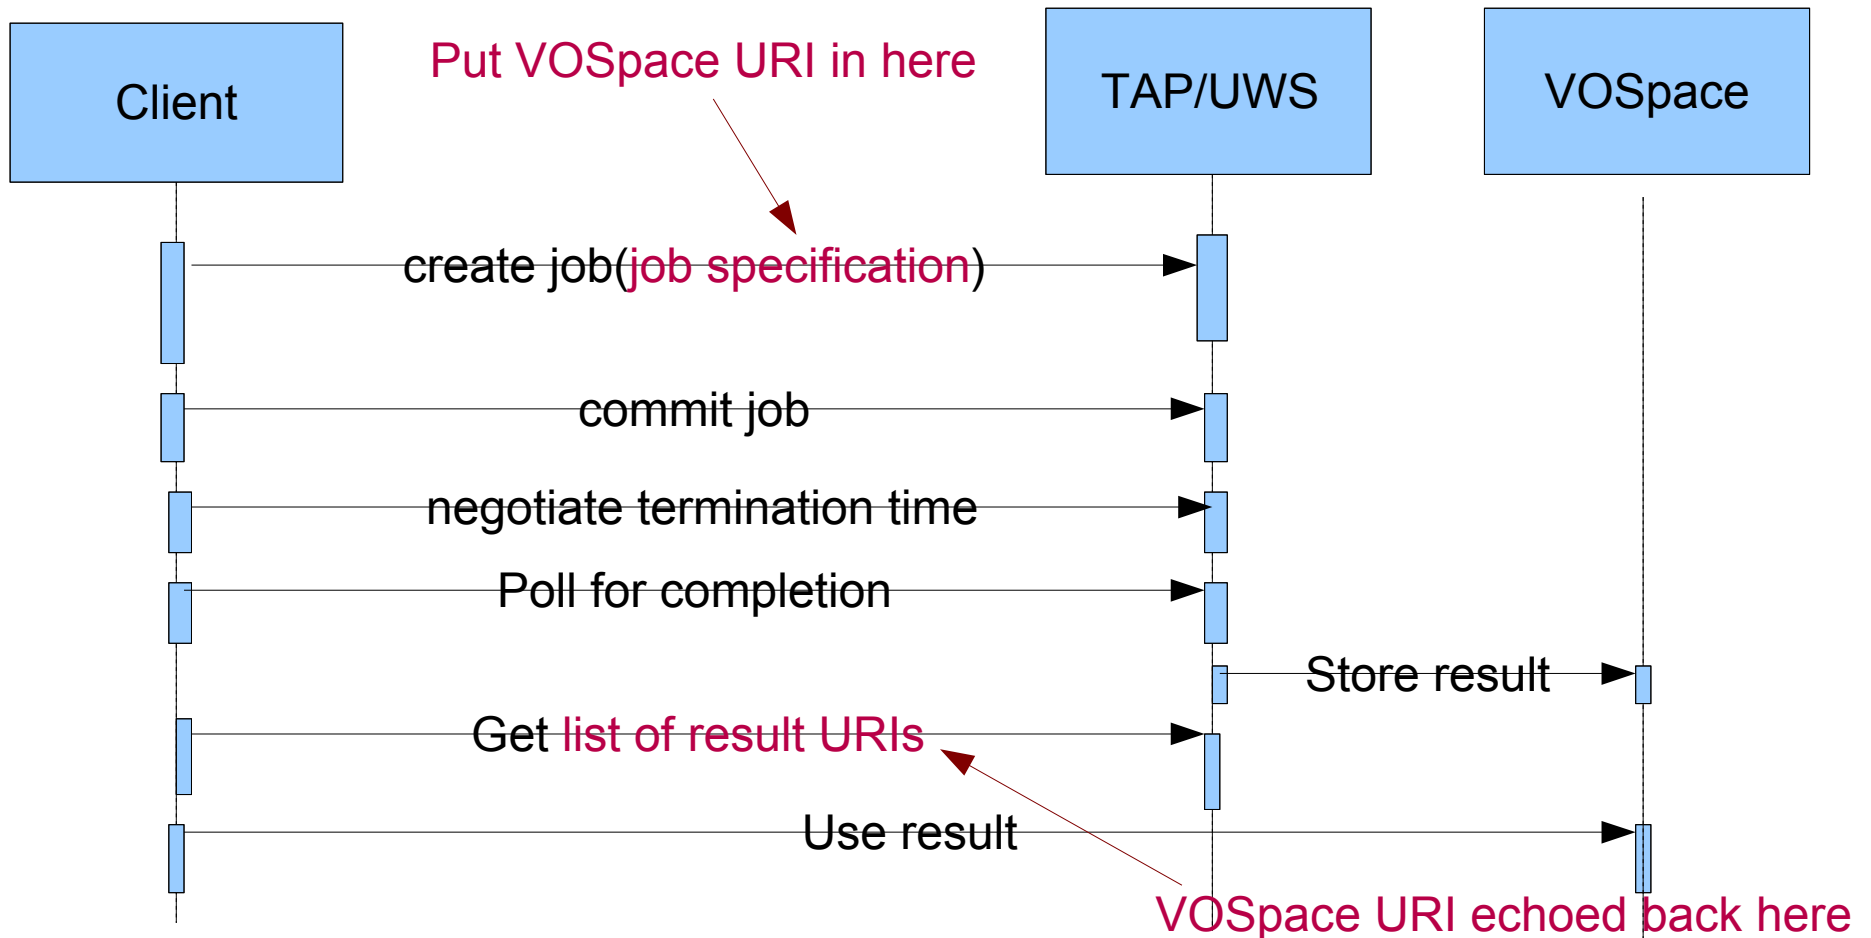 Put VOSpace URI in here
Client
TAP/UWS
VOSpace
create job(job specification)
commit job
negotiate termination time
Poll for completion
Store result
Get list of result URIs
Use result
VOSpace URI echoed back here